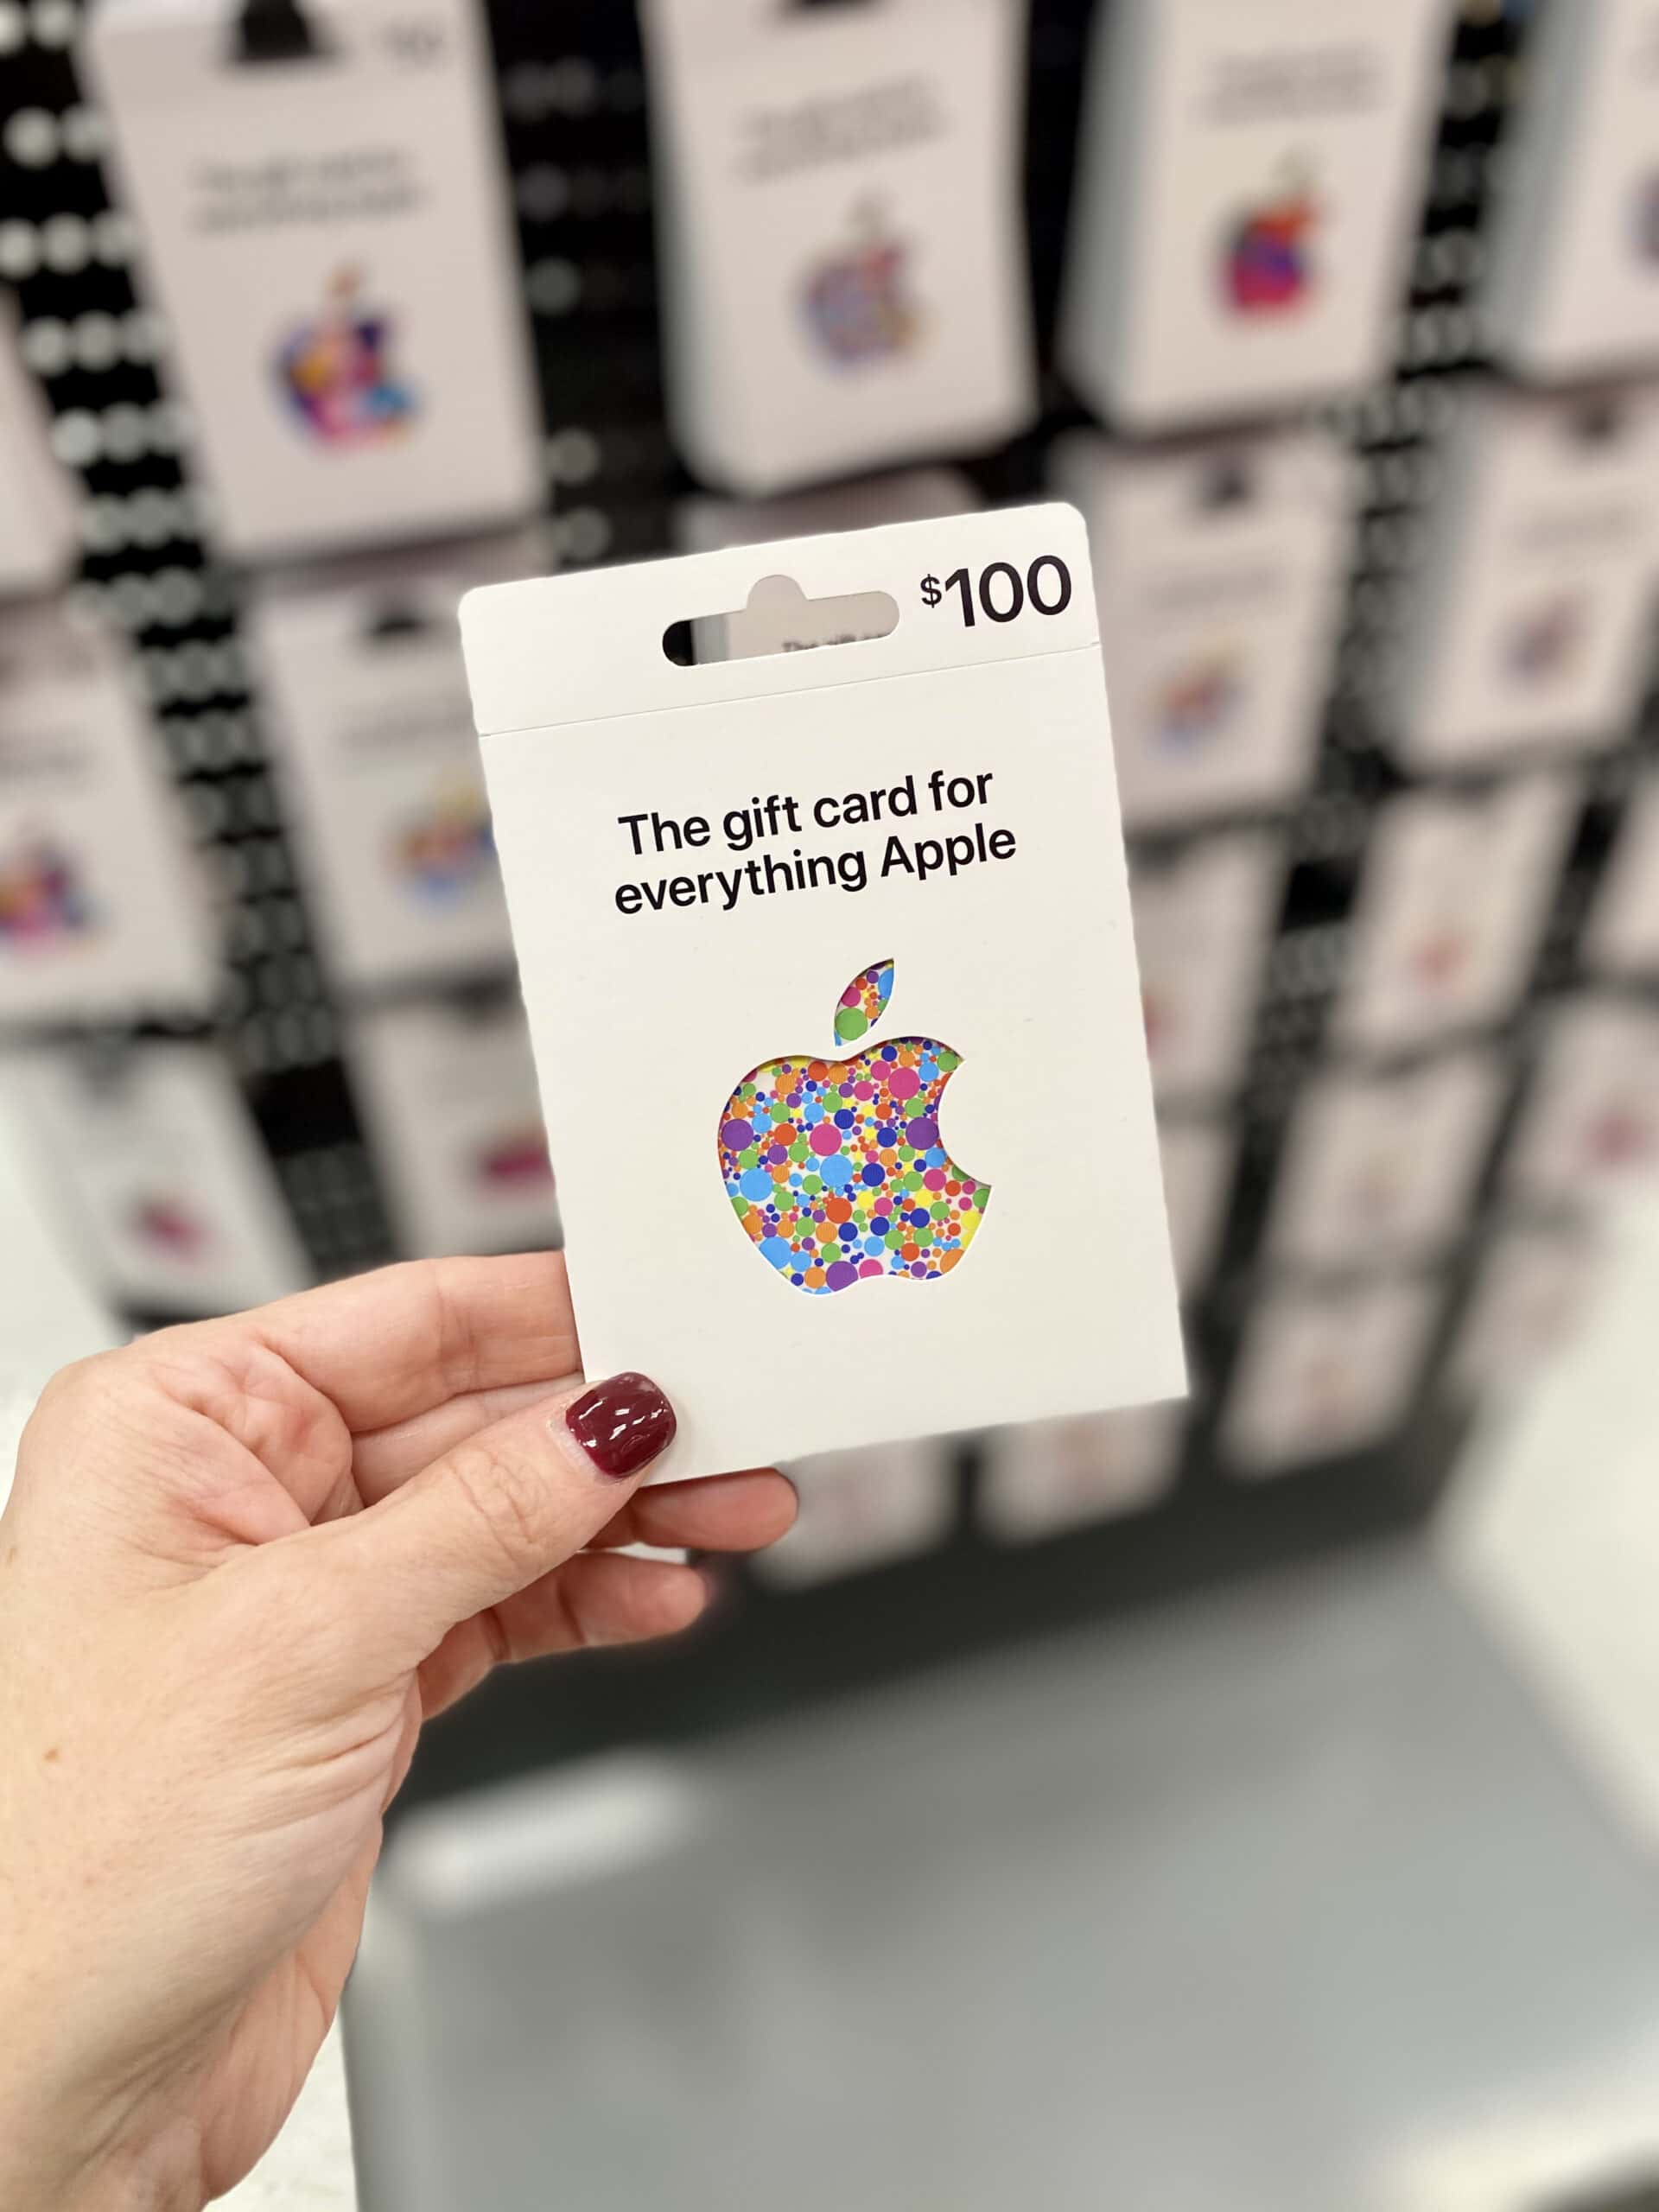 $100
The gift card for
everything Apple